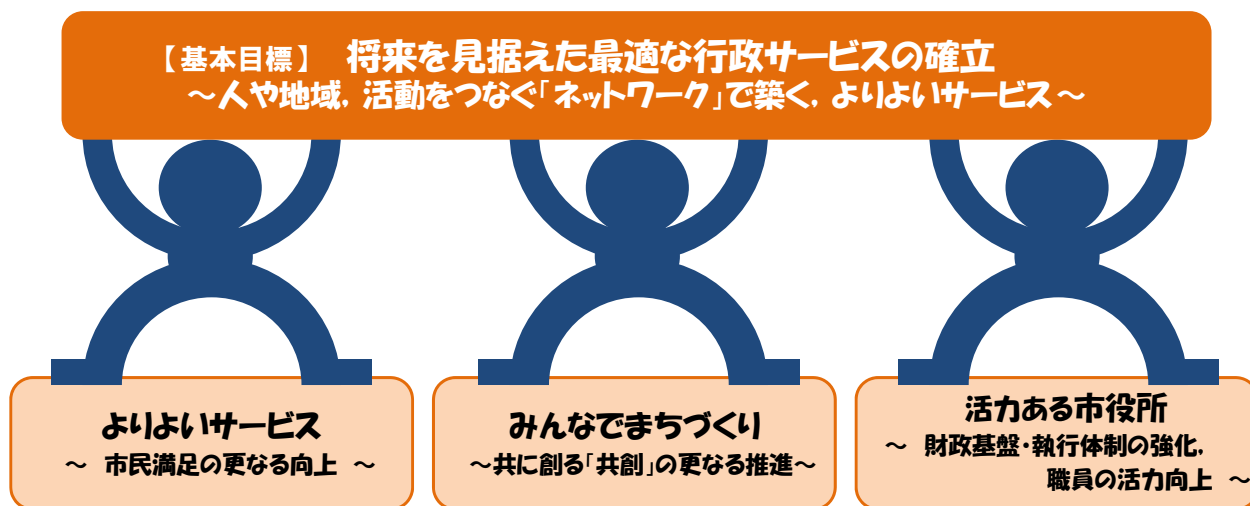 【基本目標】 将来を見据えた最適な行政サービスの確立
～人や地域，活動をつなぐ「ネットワーク」で築く，よりよいサービス～
よりよいサービス
～ 市民満足の更なる向上 ～
みんなでまちづくり
～共に創る「共創」の更なる推進～
活力ある市役所
～ 財政基盤・執行体制の強化，
職員の活力向上 ～